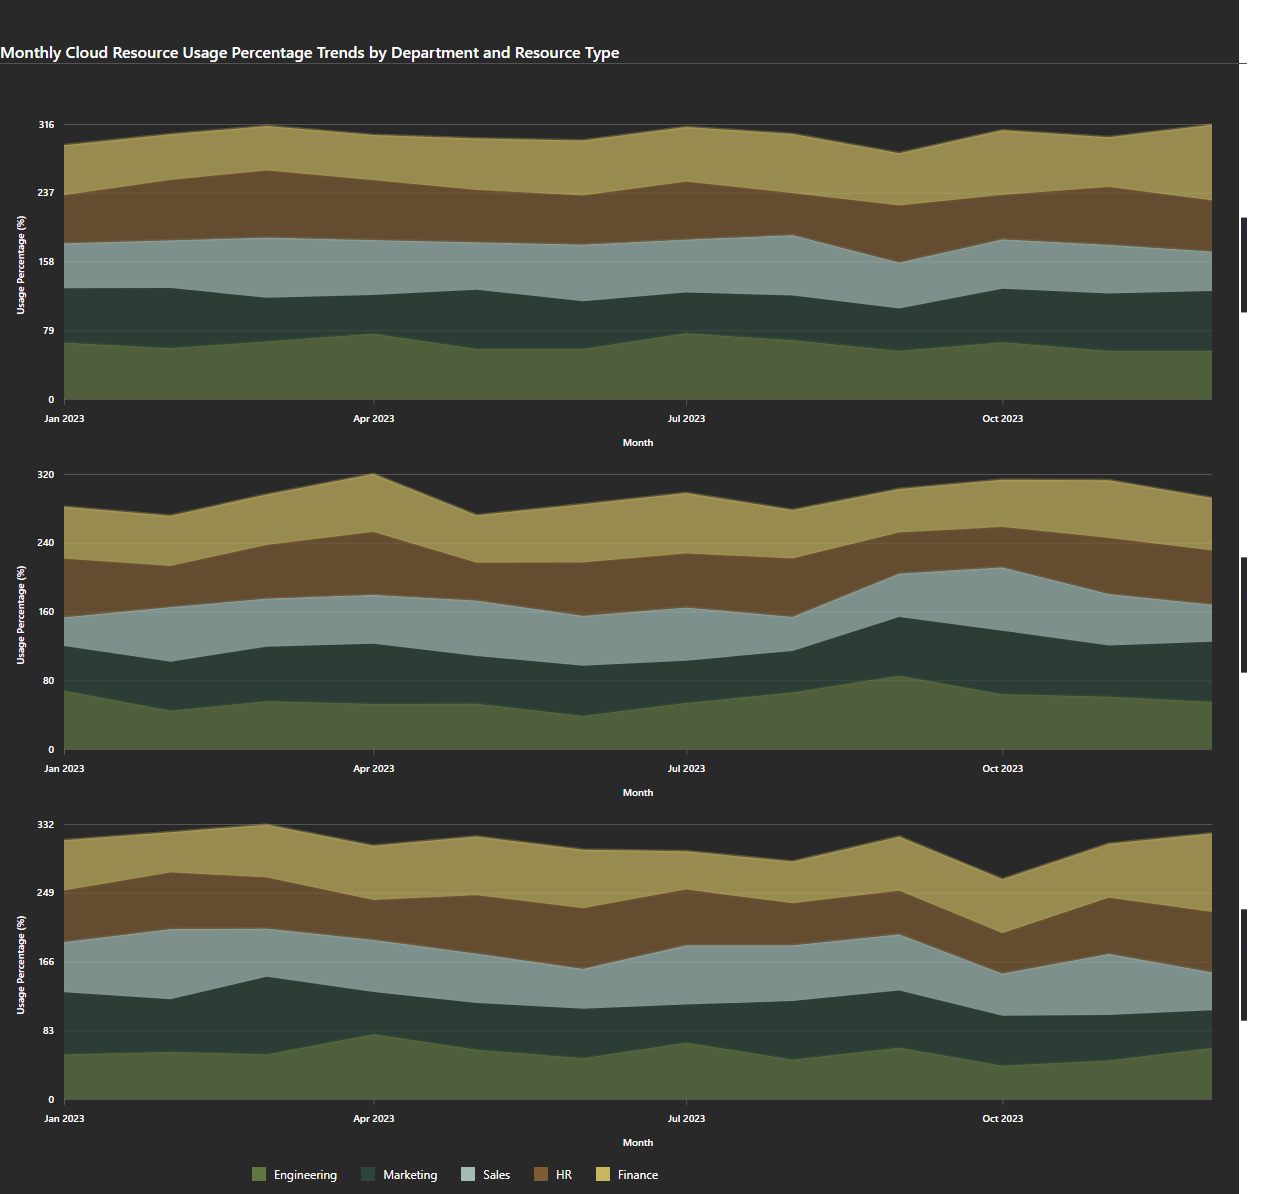 Monthly Cloud Resource Usage Percentage Trends by Department and Resource Type
316
237
158
79
0
Usage Percentage (%)
Jan 2023 Apr 2023 Jul 2023 Oct 2023
Month
320
240
160
80
0
Usage Percentage (%)
Jan 2023 Apr 2023 Jul 2023 Oct 2023
Month
332
249
166
83
0
Usage Percentage (%)
Jan 2023 Apr 2023 Jul 2023 Oct 2023
Month
Engineering Marketing Sales HR Finance